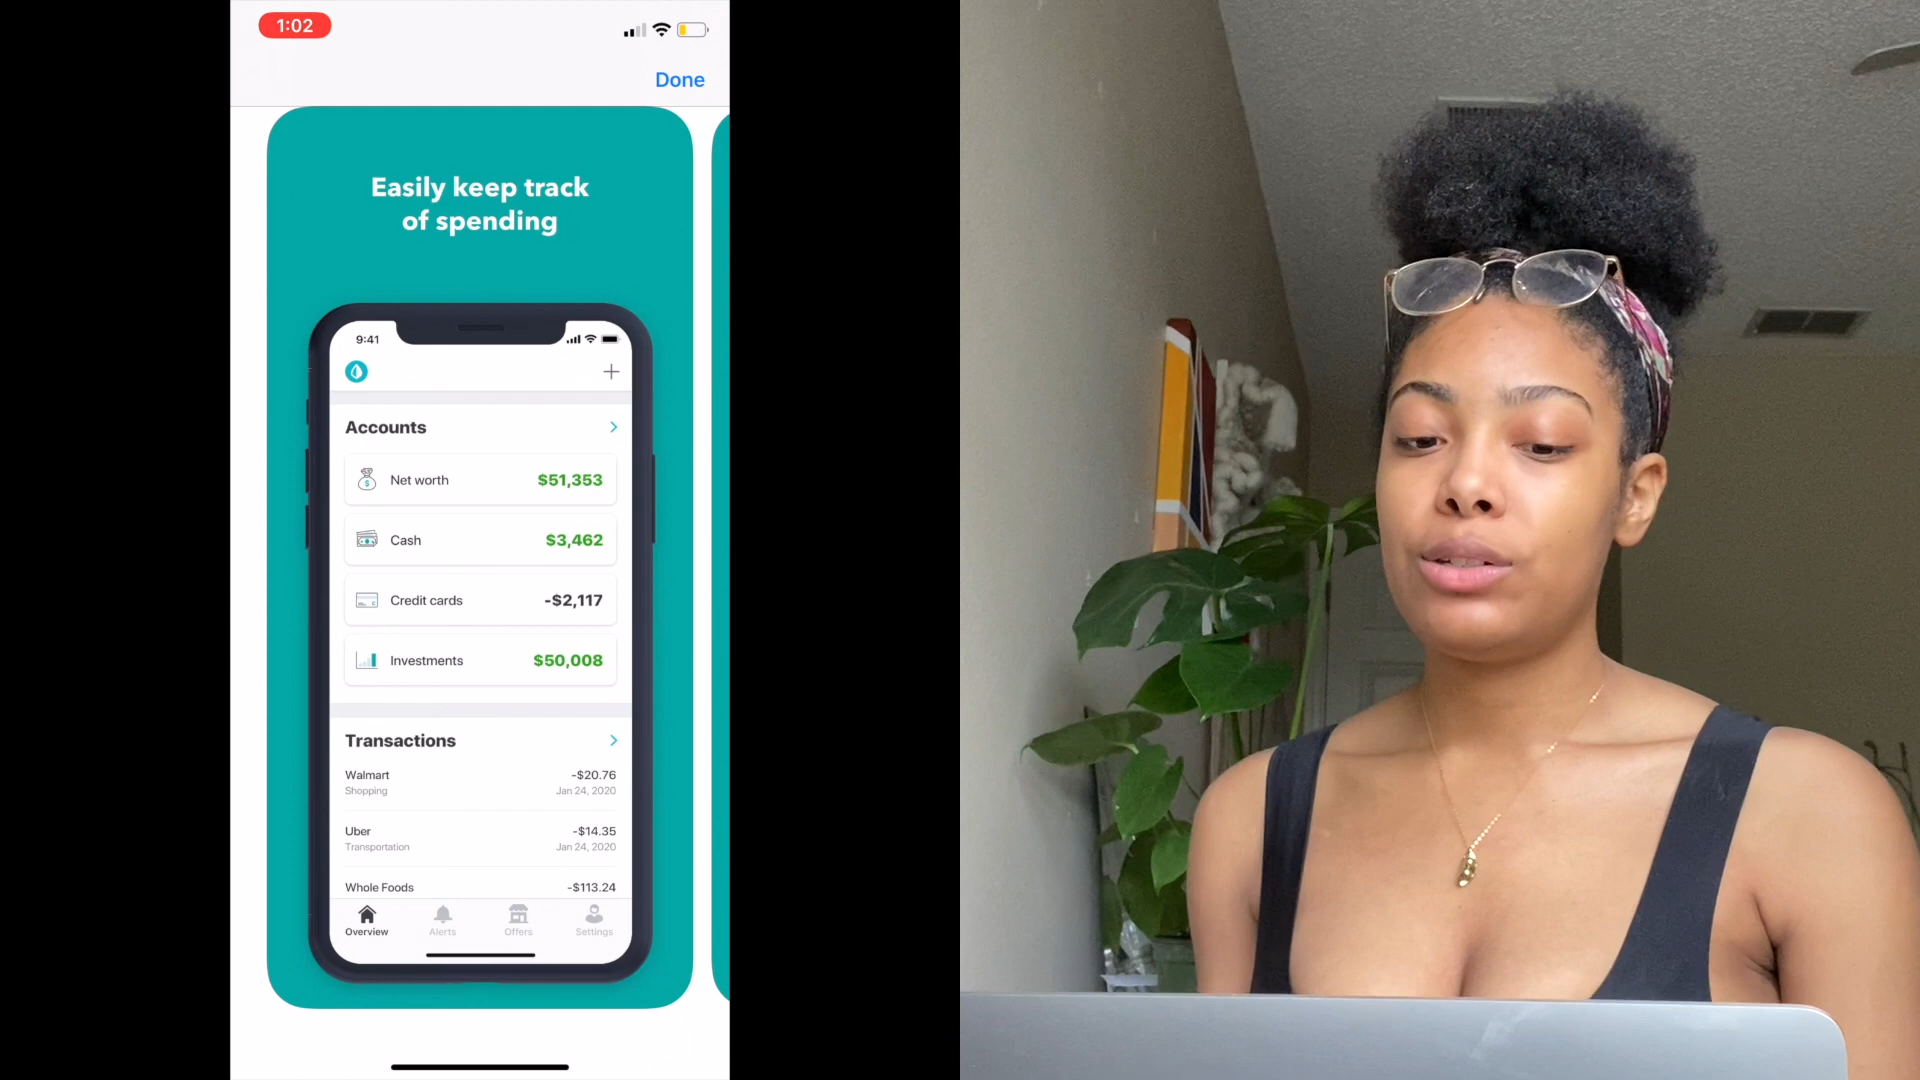 1:02
Done
Easily keep track
of spending
9:41
Accounts
Net worth $51,353
Cash $3,462
Credit cards -$2,117
Investments $50,008
Transactions
Walmart -$20.76
Shopping Jan 24, 2020
Uber -$14.35
Transportation Jan 24, 2020
Whole Foods -$113.24
Overview Alerts Offers Settings